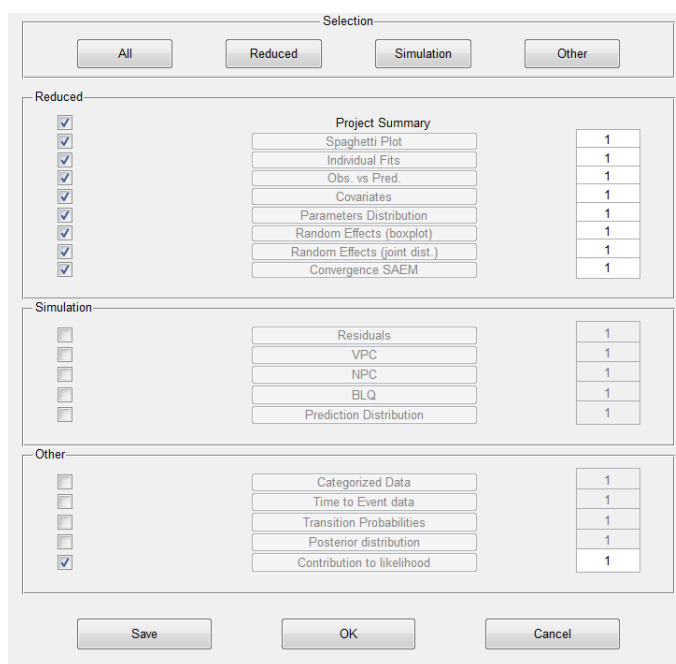 Selection
All Reduced Simulation Other
Reduced
Project Summary
Spaghetti Plot 1
Individual Fits 1
Obs. vs Pred. 1
Covariates 1
Parameters Distribution 1
Random Effects (boxplot) 1
Random Effects (joint dist.) 1
Convergence SAEM 1
Simulation
Residuals 1
VPC 1
NPC 1
BLQ 1
Prediction Distribution 1
Other
Categorized Data 1
Time to Event data 1
Transition Probabilities 1
Posterior distribution 1
Contribution to likelihood 1
Save OK Cancel